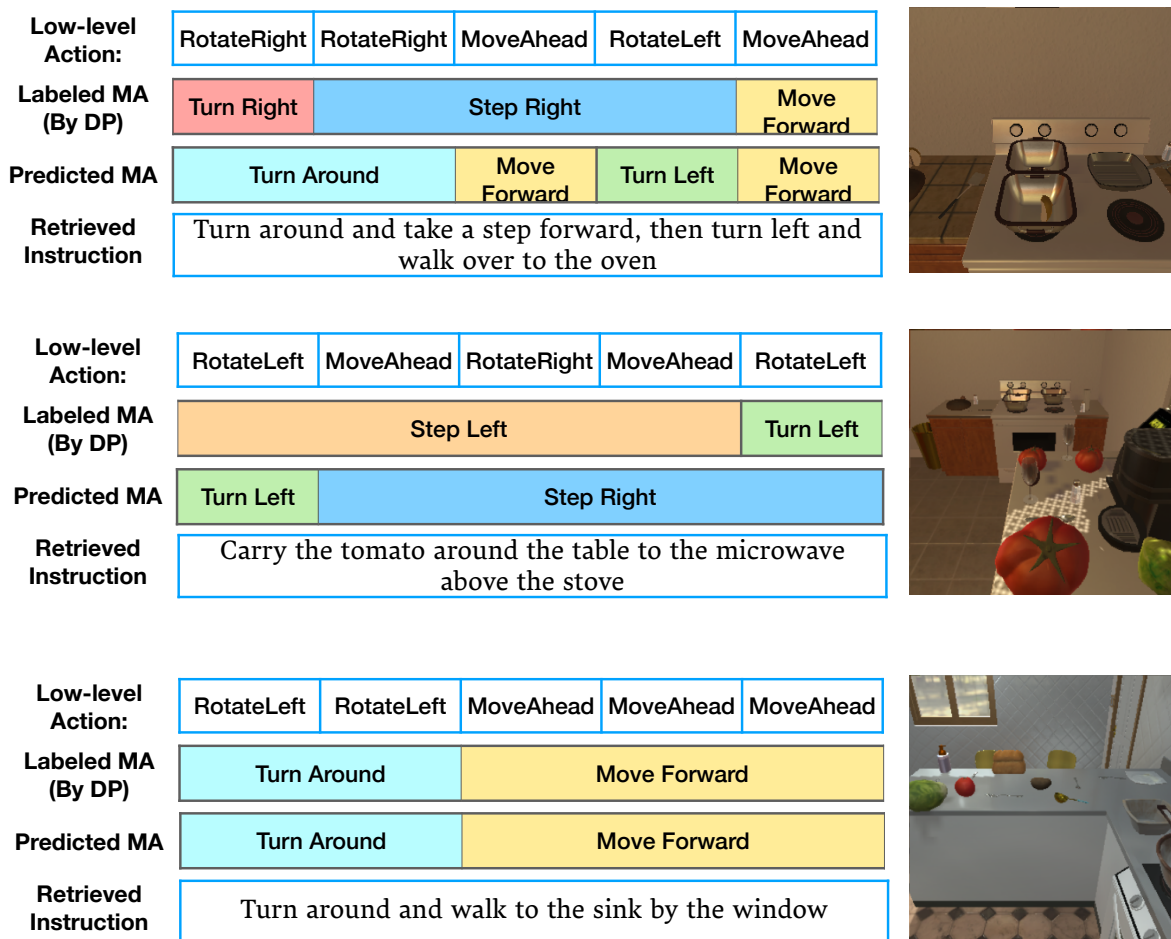 Low-level
Action:
RotateRight RotateRight MoveAhead RotateLeft MoveAhead
Labeled MA
(By DP)
Turn Right Step Right Move
Forward
Predicted MA Turn Around Move
Forward Turn Left Move
Forward
Retrieved
Instruction
Turn around and take a step forward, then turn left and
walk over to the oven
Low-level
Action:
RotateLeft MoveAhead RotateRight MoveAhead RotateLeft
Labeled MA
(By DP)
Step Left Turn Left
Predicted MA Turn Left Step Right
Retrieved
Instruction
Carry the tomato around the table to the microwave
above the stove
Low-level
Action:
RotateLeft RotateLeft MoveAhead MoveAhead MoveAhead
Labeled MA
(By DP)
Turn Around Move Forward
Predicted MA Turn Around Move Forward
Retrieved
Instruction
Turn around and walk to the sink by the window